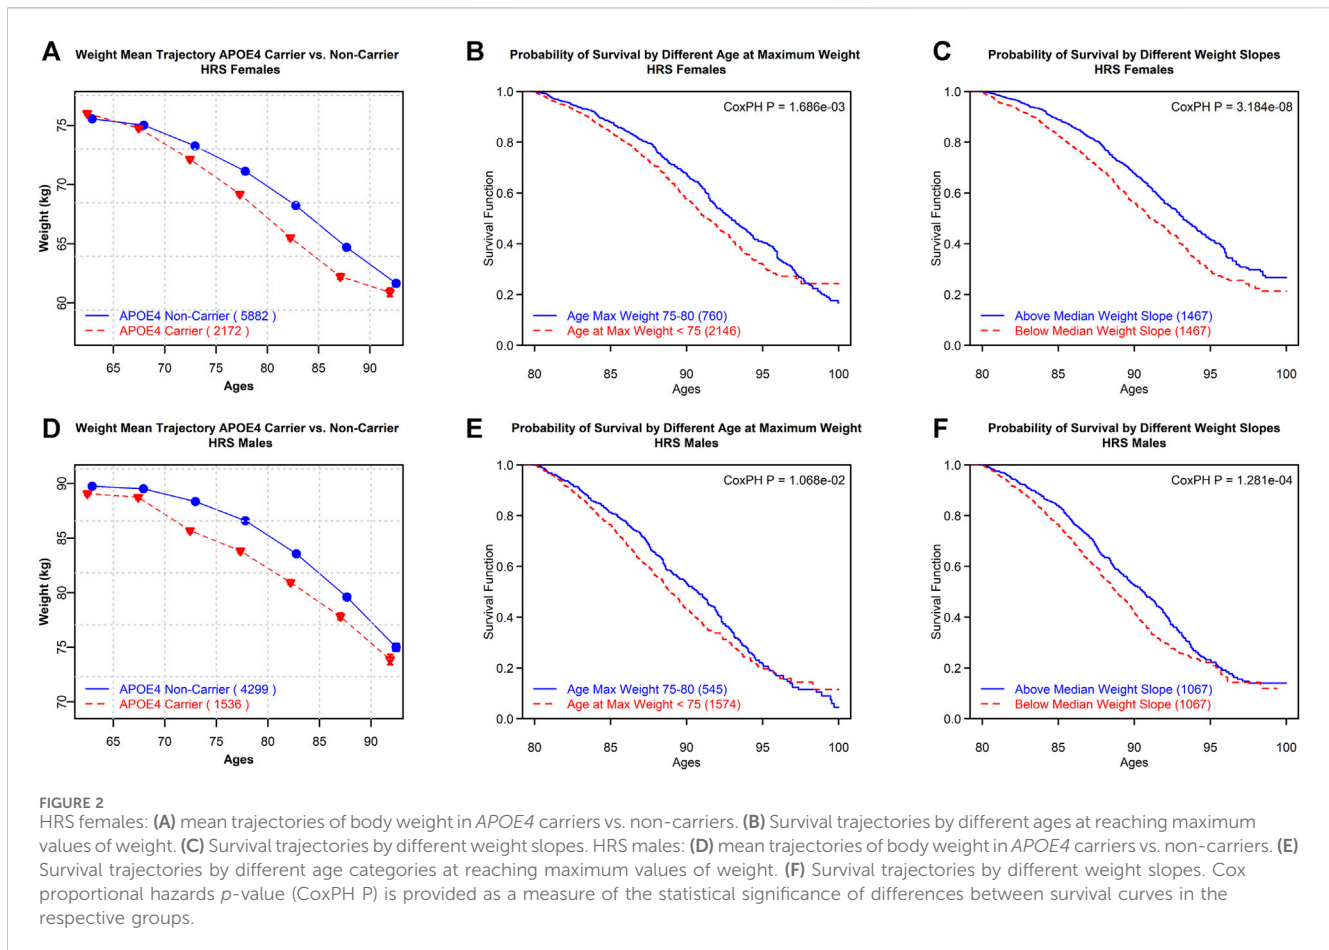 A
Weight Mean Trajectory APOE4 Carrier vs. Non-Carrier
HRS Females
Weight (kg)
75
70
65
60
APOE4 Non-Carrier ( 5882 )
APOE4 Carrier ( 2172 )
65 70 75 80 85 90
Ages
B
Probability of Survival by Different Age at Maximum Weight
HRS Females
CoxPH P = 1.686e-03
Survival Function
1.0
0.8
0.6
0.4
0.2
0.0
Age Max Weight 75-80 (760)
Age at Max Weight < 75 (2146)
80 85 90 95 100
Ages
C
Probability of Survival by Different Weight Slopes
HRS Females
CoxPH P = 3.184e-08
Survival Function
1.0
0.8
0.6
0.4
0.2
0.0
Above Median Weight Slope (1467)
Below Median Weight Slope (1467)
80 85 90 95 100
Ages
D
Weight Mean Trajectory APOE4 Carrier vs. Non-Carrier
HRS Males
Weight (kg)
90
85
80
75
70
APOE4 Non-Carrier ( 4299 )
APOE4 Carrier ( 1536 )
65 70 75 80 85 90
Ages
E
Probability of Survival by Different Age at Maximum Weight
HRS Males
CoxPH P = 1.068e-02
Survival Function
1.0
0.8
0.6
0.4
0.2
0.0
Age Max Weight 75-80 (545)
Age at Max Weight < 75 (1574)
80 85 90 95 100
Ages
F
Probability of Survival by Different Weight Slopes
HRS Males
CoxPH P = 1.281e-04
Survival Function
1.0
0.8
0.6
0.4
0.2
0.0
Above Median Weight Slope (1067)
Below Median Weight Slope (1067)
80 85 90 95 100
Ages
FIGURE 2
HRS females: (A) mean trajectories of body weight in APOE4 carriers vs. non-carriers. (B) Survival trajectories by different ages at reaching maximum
values of weight. (C) Survival trajectories by different weight slopes. HRS males: (D) mean trajectories of body weight in APOE4 carriers vs. non-carriers. (E)
Survival trajectories by different age categories at reaching maximum values of weight. (F) Survival trajectories by different weight slopes. Cox
proportional hazards p-value (CoxPH P) is provided as a measure of the statistical significance of differences between survival curves in the
respective groups.